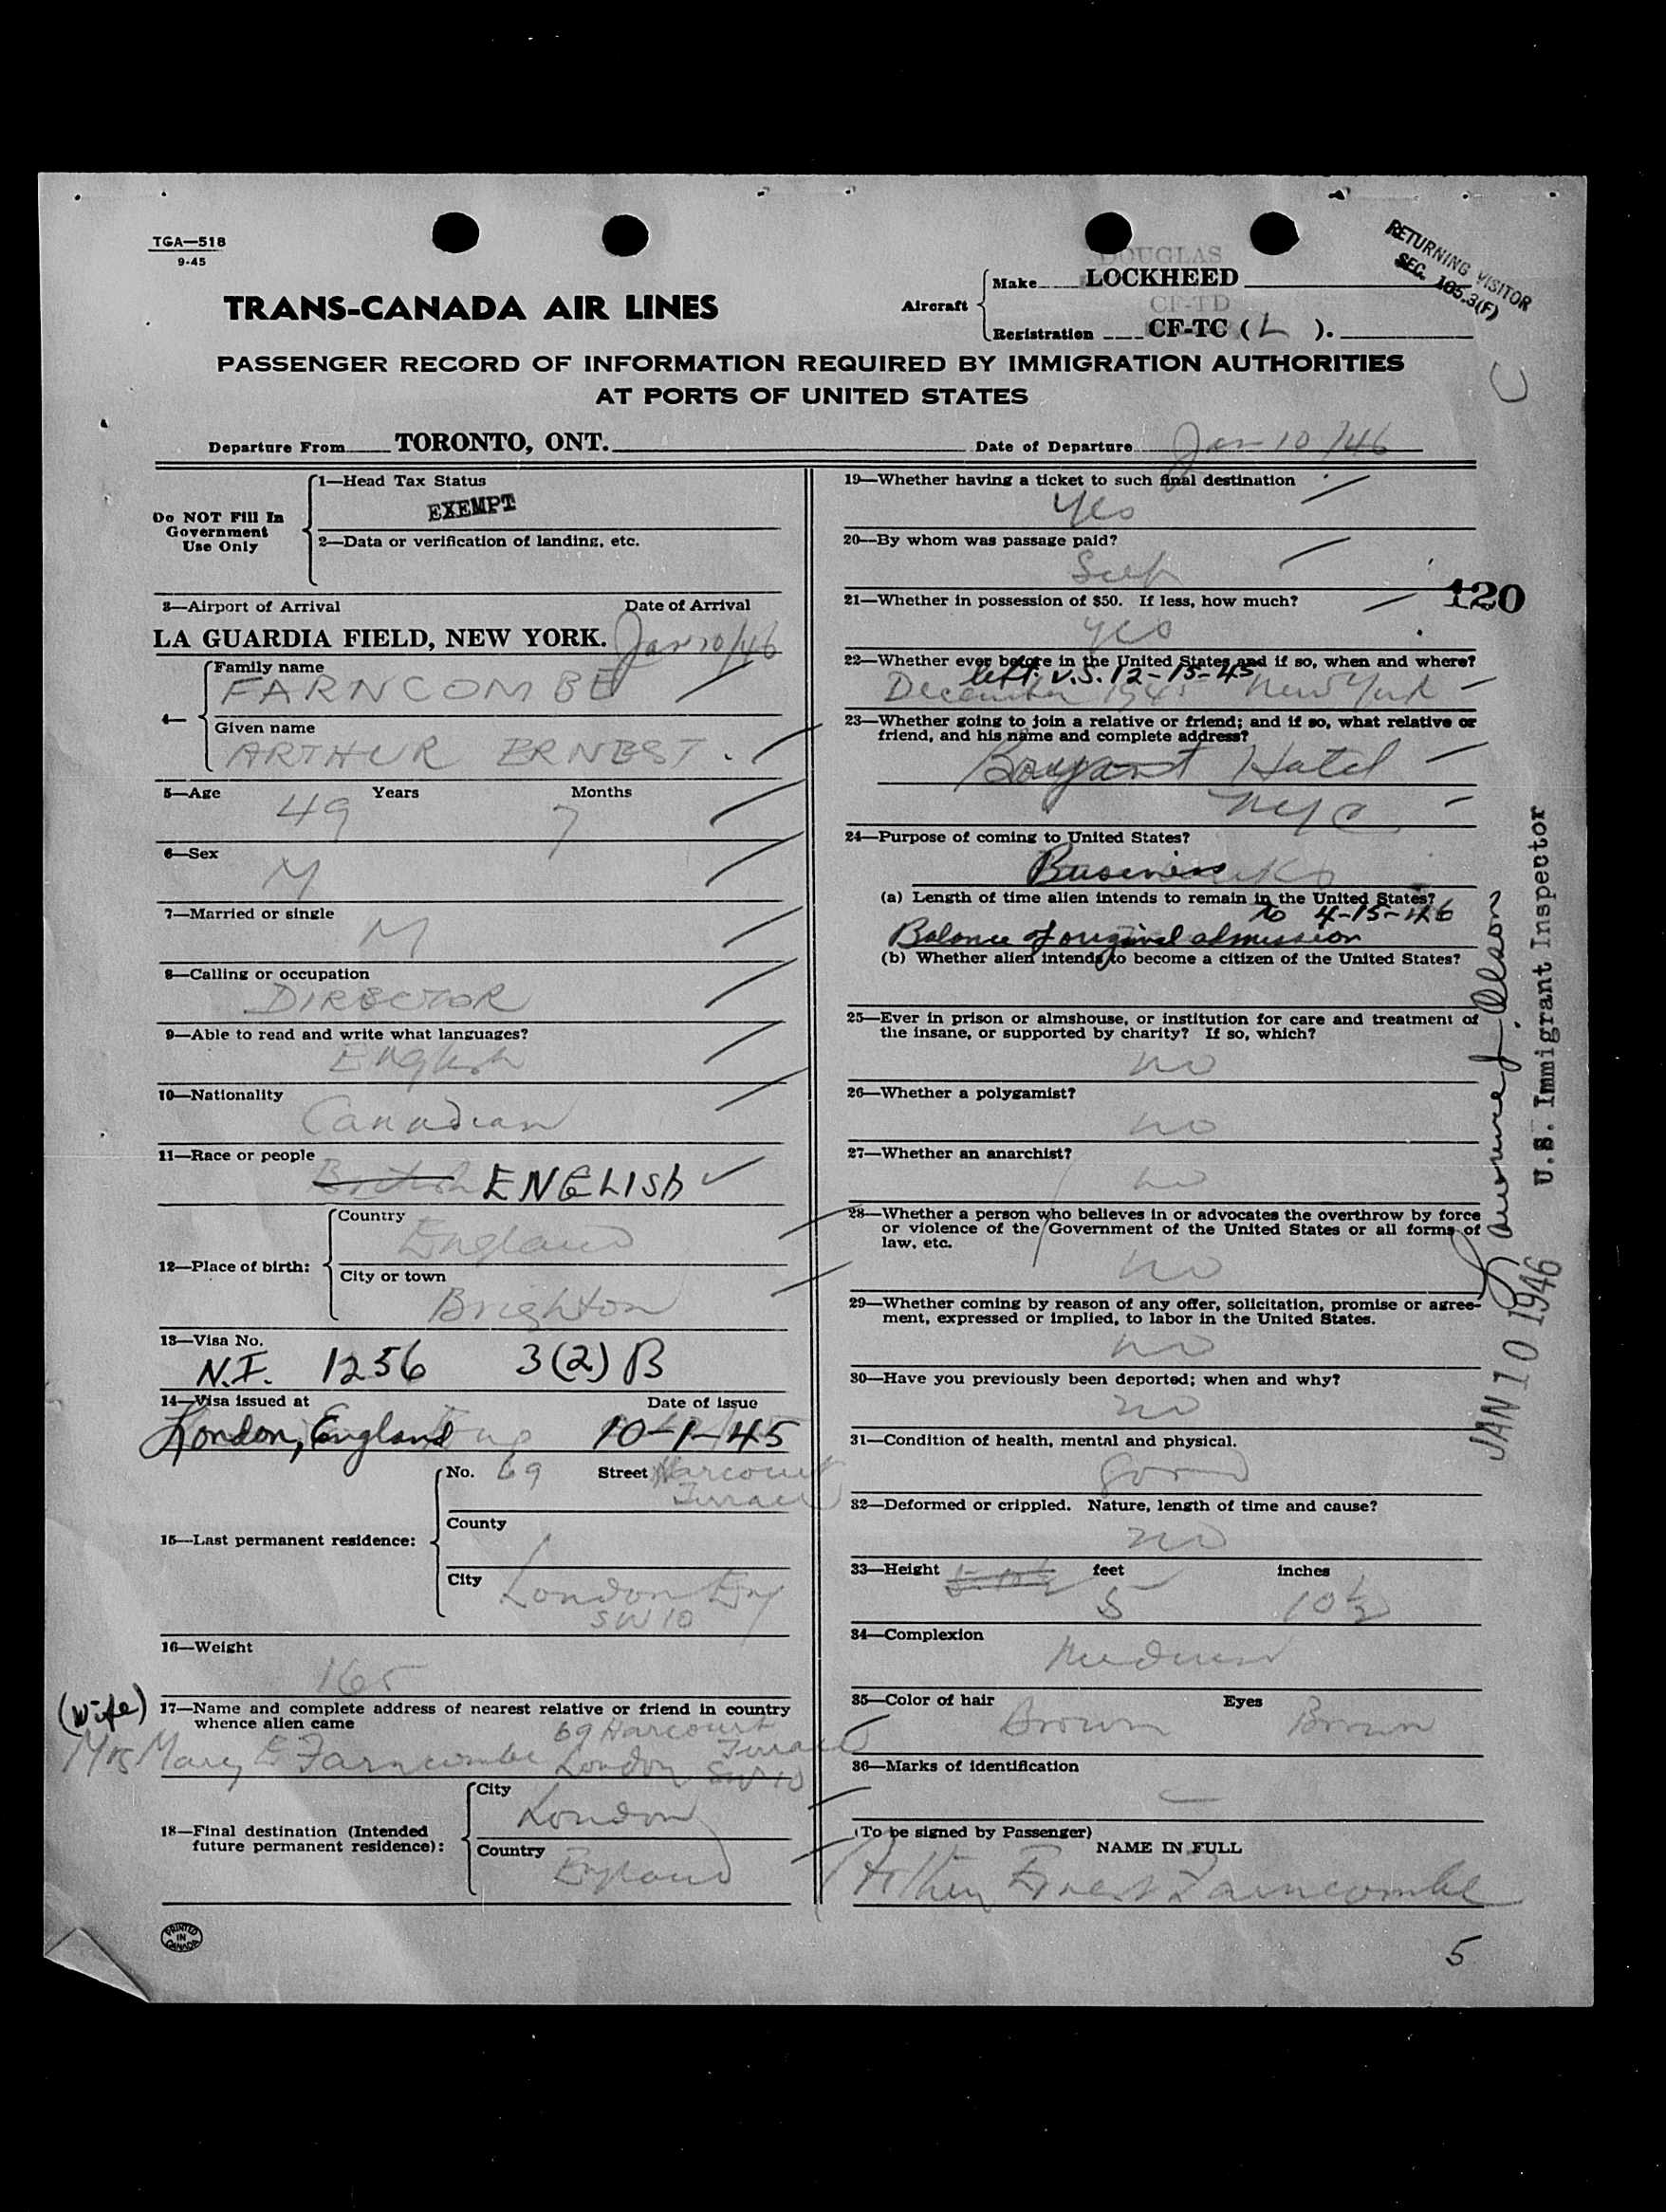 TGA—518
9-45
DOUGLAS
Make LOCKHEED
Aircraft
CF-TD
Registration CF-TC (L ).
RETURNING VISITOR
SEC. 105.3(F)
TRANS-CANADA AIR LINES
PASSENGER RECORD OF INFORMATION REQUIRED BY IMMIGRATION AUTHORITIES
AT PORTS OF UNITED STATES
Departure From TORONTO, ONT. Date of Departure Jan 10/46
Do NOT Fill In
Government
Use Only
1—Head Tax Status
EXEMPT
2—Data or verification of landing, etc.
3—Airport of Arrival Date of Arrival
LA GUARDIA FIELD, NEW YORK. Jan 10/46
4—
Family name
FARNCOMBE
Given name
ARTHUR ERNEST.
5—Age Years Months
49 7
6—Sex
M
7—Married or single
M
8—Calling or occupation
DIRECTOR
9—Able to read and write what languages?
English
10—Nationality
Canadian
11—Race or people
British ENGLISH
12—Place of birth:
Country
England
City or town
Brighton
13—Visa No.
N.I. 1256 3(2) B
14—Visa issued at Date of issue
London, England 10-1-45
15—Last permanent residence:
No. 69 Street Harcourt
Terrace
County
City London Eng
SW 10
16—Weight
165
(Wife)
17—Name and complete address of nearest relative or friend in country
whence alien came
69 Harcourt
Terrace
Mrs Mary E Farncombe London SW 10
18—Final destination (Intended
future permanent residence):
City
London
Country
England
PRINTED
IN
CANADA
19—Whether having a ticket to such final destination
Yes
20—By whom was passage paid?
Self
120
21—Whether in possession of $50. If less, how much?
yes
22—Whether ever before in the United States and if so, when and where?
left U.S. 12-15-45
December 1945 New York
23—Whether going to join a relative or friend; and if so, what relative or
friend, and his name and complete address?
Bryant Hotel
NYC
24—Purpose of coming to United States?
Business
(a) Length of time alien intends to remain in the United States?
to 4-15-46
Balance of original admission
(b) Whether alien intends to become a citizen of the United States?
25—Ever in prison or almshouse, or institution for care and treatment of
the insane, or supported by charity? If so, which?
no
26—Whether a polygamist?
no
27—Whether an anarchist?
no
28—Whether a person who believes in or advocates the overthrow by force
or violence of the Government of the United States or all forms of
law, etc.
no
29—Whether coming by reason of any offer, solicitation, promise or agree-
ment, expressed or implied, to labor in the United States.
no
30—Have you previously been deported; when and why?
no
31—Condition of health, mental and physical.
good
32—Deformed or crippled. Nature, length of time and cause?
no
33—Height feet inches
5 10½
34—Complexion
Medium
35—Color of hair Eyes
Brown Brown
36—Marks of identification
—
(To be signed by Passenger)
NAME IN FULL
Arthur Ernest Farncombe
5
U.S. Immigrant Inspector
JAN 10 1946